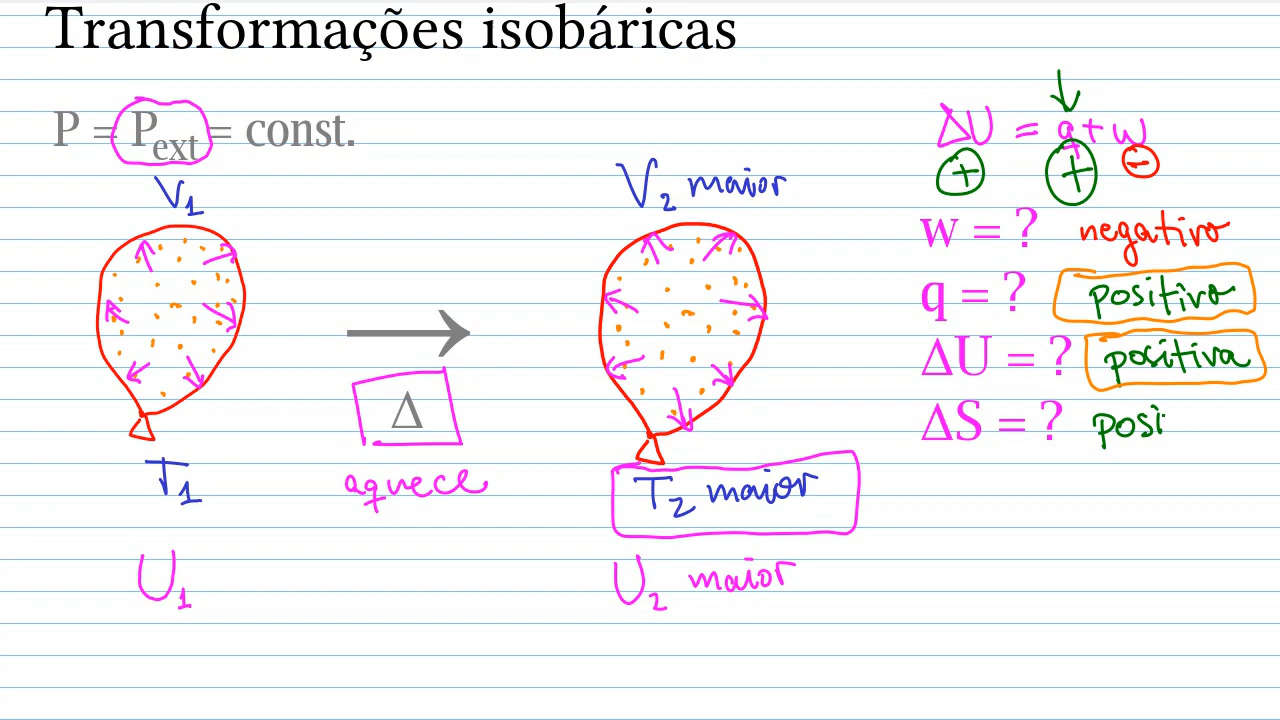 Transformações isobáricas
P = Pext = const.
V1
V2 maior
Δ
aquece
T1
T2 maior
U1
U2 maior
ΔU = q + w
+ + −
w = ? negativo
q = ? positivo
ΔU = ? positiva
ΔS = ? posi